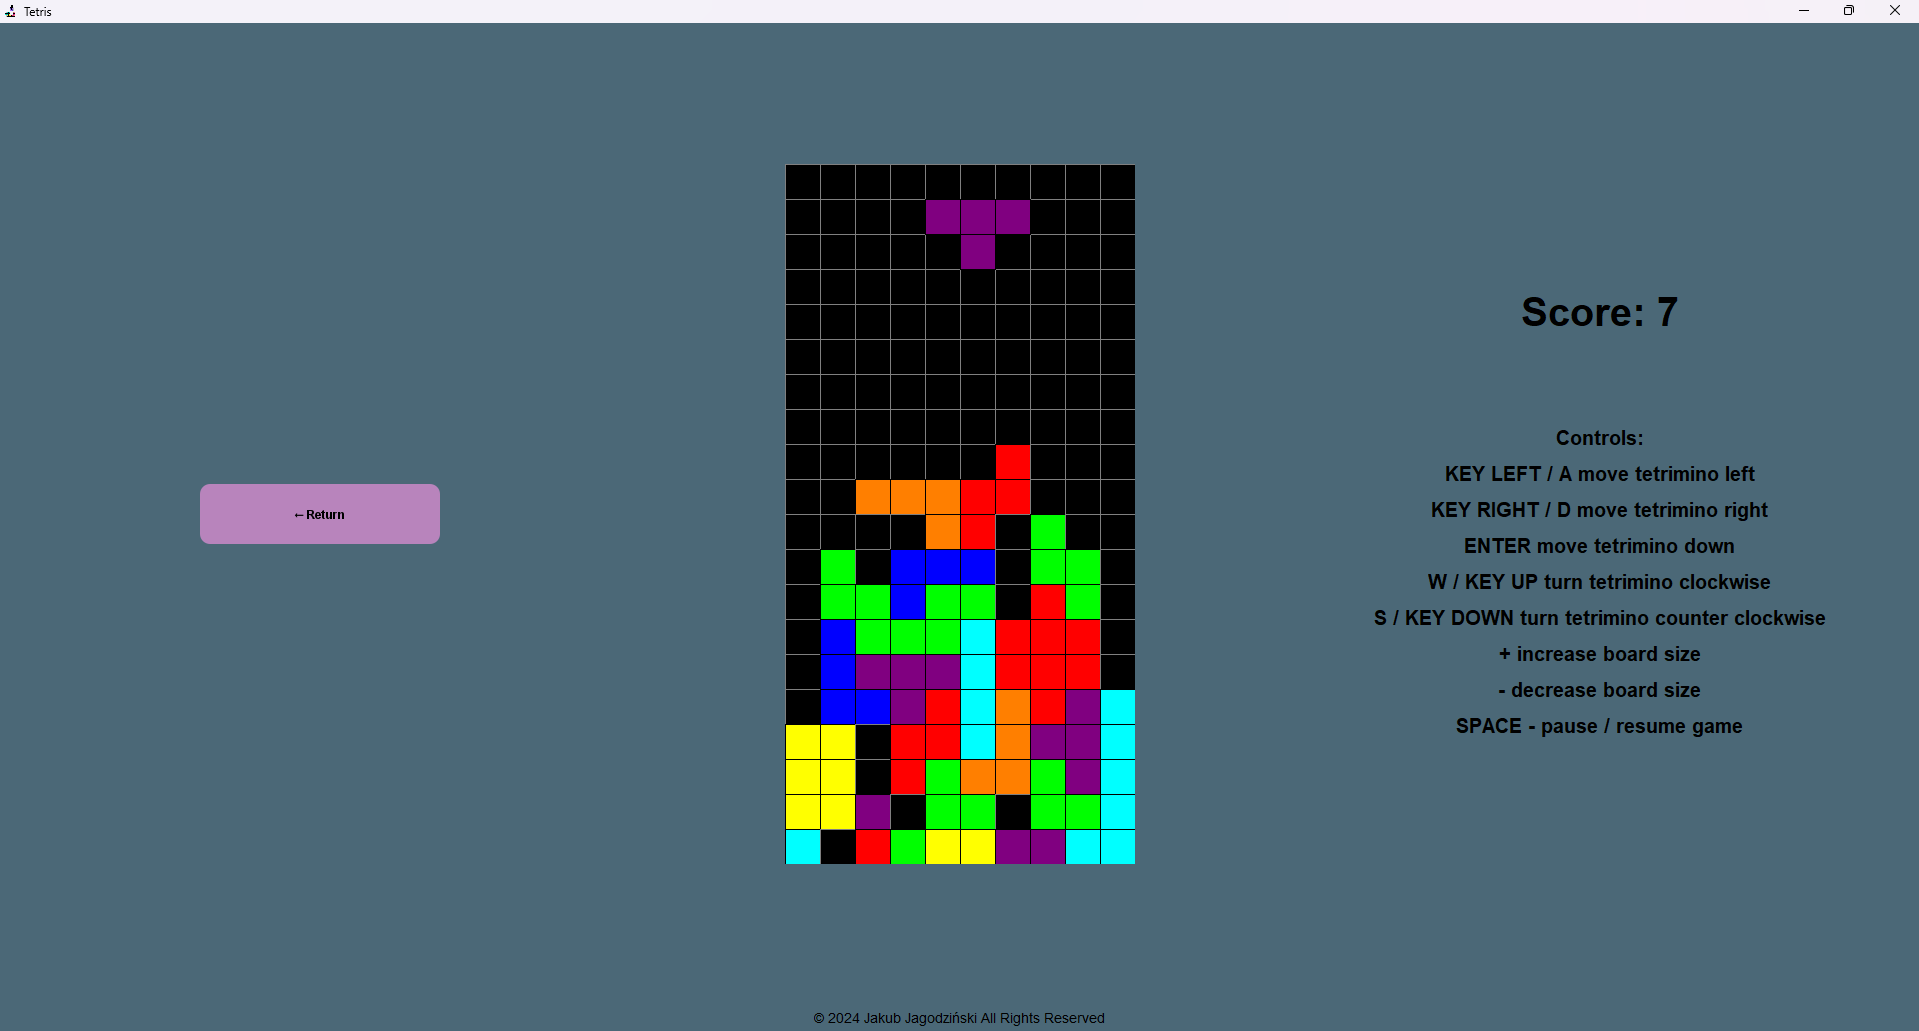 Tetris
←Return
Score: 7
Controls:
KEY LEFT / A move tetrimino left
KEY RIGHT / D move tetrimino right
ENTER move tetrimino down
W / KEY UP turn tetrimino clockwise
S / KEY DOWN turn tetrimino counter clockwise
+ increase board size
- decrease board size
SPACE - pause / resume game
© 2024 Jakub Jagodziński All Rights Reserved